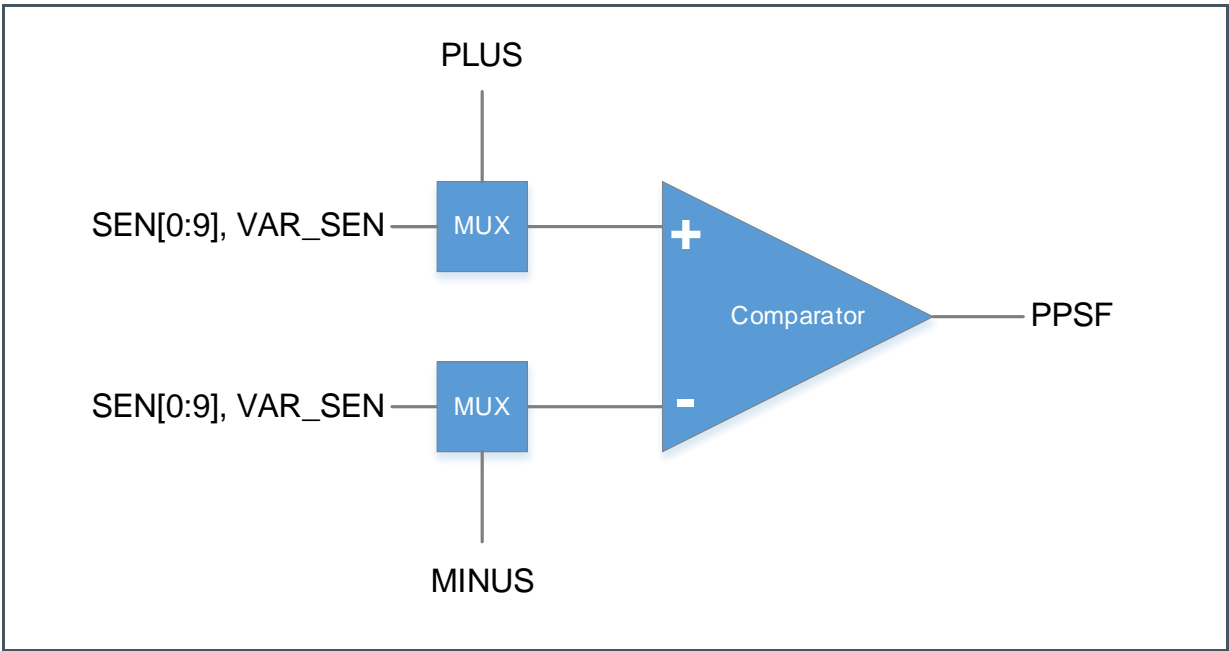 PLUS
SEN[0:9], VAR_SEN
MUX
+
Comparator
PPSF
SEN[0:9], VAR_SEN
MUX
-
MINUS